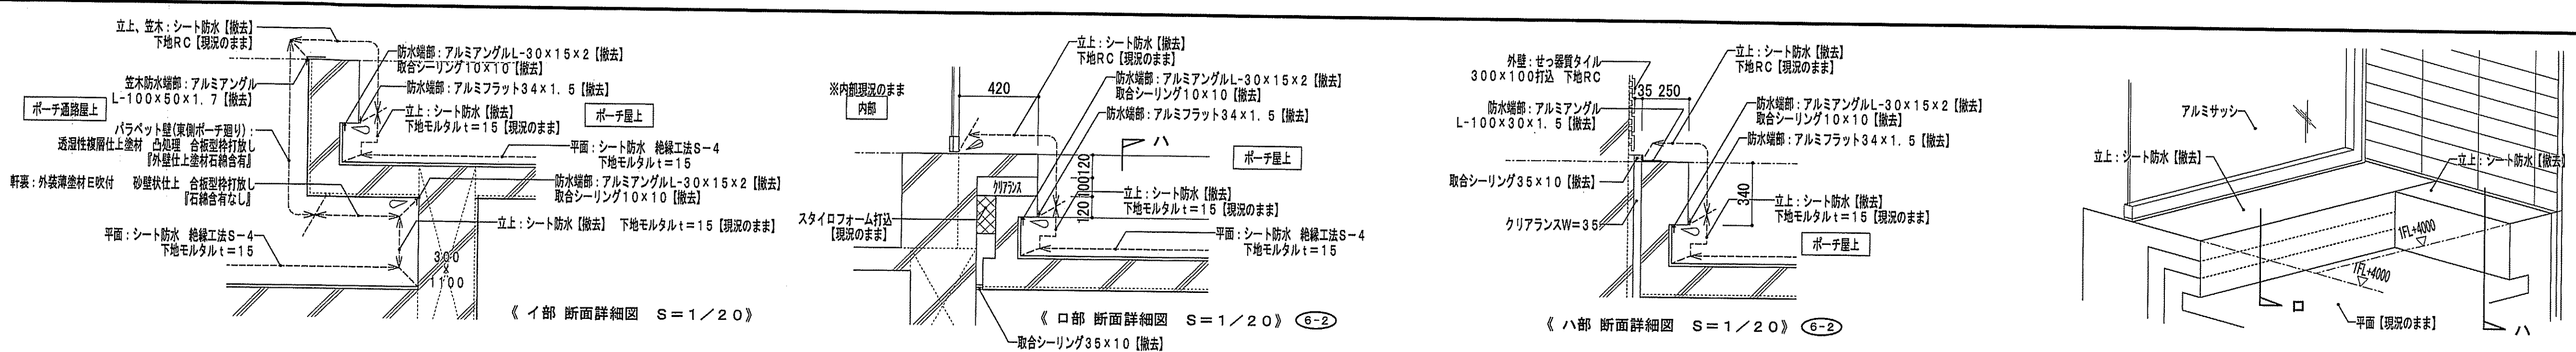 立上、笠木：シート防水【撤去】
下地ＲＣ【現況のまま】
防水端部：アルミアングルL-３０×１５×２【撤去】
取合シーリング１０×１０【撤去】
笠木防水端部：アルミアングル
L-１００×５０×１．７【撤去】
防水端部：アルミフラット３４×１．５【撤去】
ポーチ通路屋上
立上：シート防水【撤去】
下地モルタルｔ＝１５【現況のまま】
ポーチ屋上
パラペット壁（東側ポーチ廻り）：
透湿性複層仕上塗材　凸処理　合板型枠打放し
『外壁仕上塗材石綿含有』
平面：シート防水　絶縁工法Ｓ－４
下地モルタルｔ＝１５
軒裏：外装薄塗材Ｅ吹付　砂壁状仕上　合板型枠打放し
『石綿含有なし』
防水端部：アルミアングルL-３０×１５×２【撤去】
取合シーリング１０×１０【撤去】
立上：シート防水【撤去】　下地モルタルｔ＝１５【現況のまま】
平面：シート防水　絶縁工法Ｓ－４
下地モルタルｔ＝１５
３００
×
１１００
《 イ部 断面詳細図　Ｓ＝１／２０》
立上：シート防水【撤去】
下地ＲＣ【現況のまま】
※内部現況のまま
内部
420
防水端部：アルミアングルL-３０×１５×２【撤去】
取合シーリング１０×１０【撤去】
防水端部：アルミフラット３４×１．５【撤去】
ハ
ポーチ屋上
クリアランス
120
100
120
立上：シート防水【撤去】
下地モルタルｔ＝１５【現況のまま】
スタイロフォーム打込
【現況のまま】
平面：シート防水　絶縁工法Ｓ－４
下地モルタルｔ＝１５
《 ロ部 断面詳細図　Ｓ＝１／２０》 6-2
取合シーリング３５×１０【撤去】
外壁：せっ器質タイル
３００×１００打込　下地ＲＣ
立上：シート防水【撤去】
下地ＲＣ【現況のまま】
35 250
防水端部：アルミアングル
L-１００×３０×１．５【撤去】
防水端部：アルミアングルL-３０×１５×２【撤去】
取合シーリング１０×１０【撤去】
防水端部：アルミフラット３４×１．５【撤去】
取合シーリング３５×１０【撤去】
340
立上：シート防水【撤去】
下地モルタルｔ＝１５【現況のまま】
クリアランスＷ＝３５
ポーチ屋上
《 ハ部 断面詳細図　Ｓ＝１／２０》 6-2
アルミサッシ
立上：シート防水【撤去】
立上：シート防水【撤去】
1FL+4000
1FL+4000
ロ
平面【現況のまま】
ハ